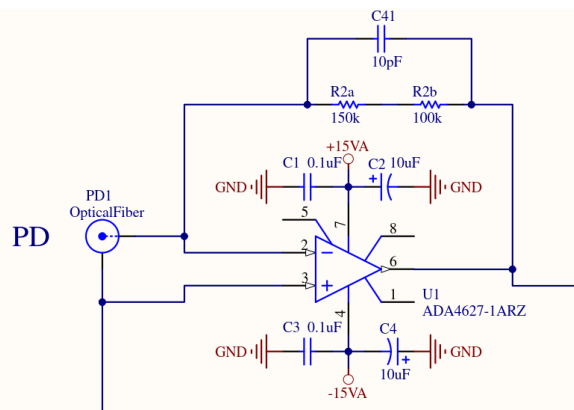 C41
10pF
R2a R2b
150k 100k
+15VA
C1 0.1uF C2 10uF
+
GND GND
PD1
OpticalFiber
5
7
8
PD
2
−
6
3
+
1
U1
ADA4627-1ARZ
4
C3 0.1uF C4
GND GND
+
10uF
-15VA